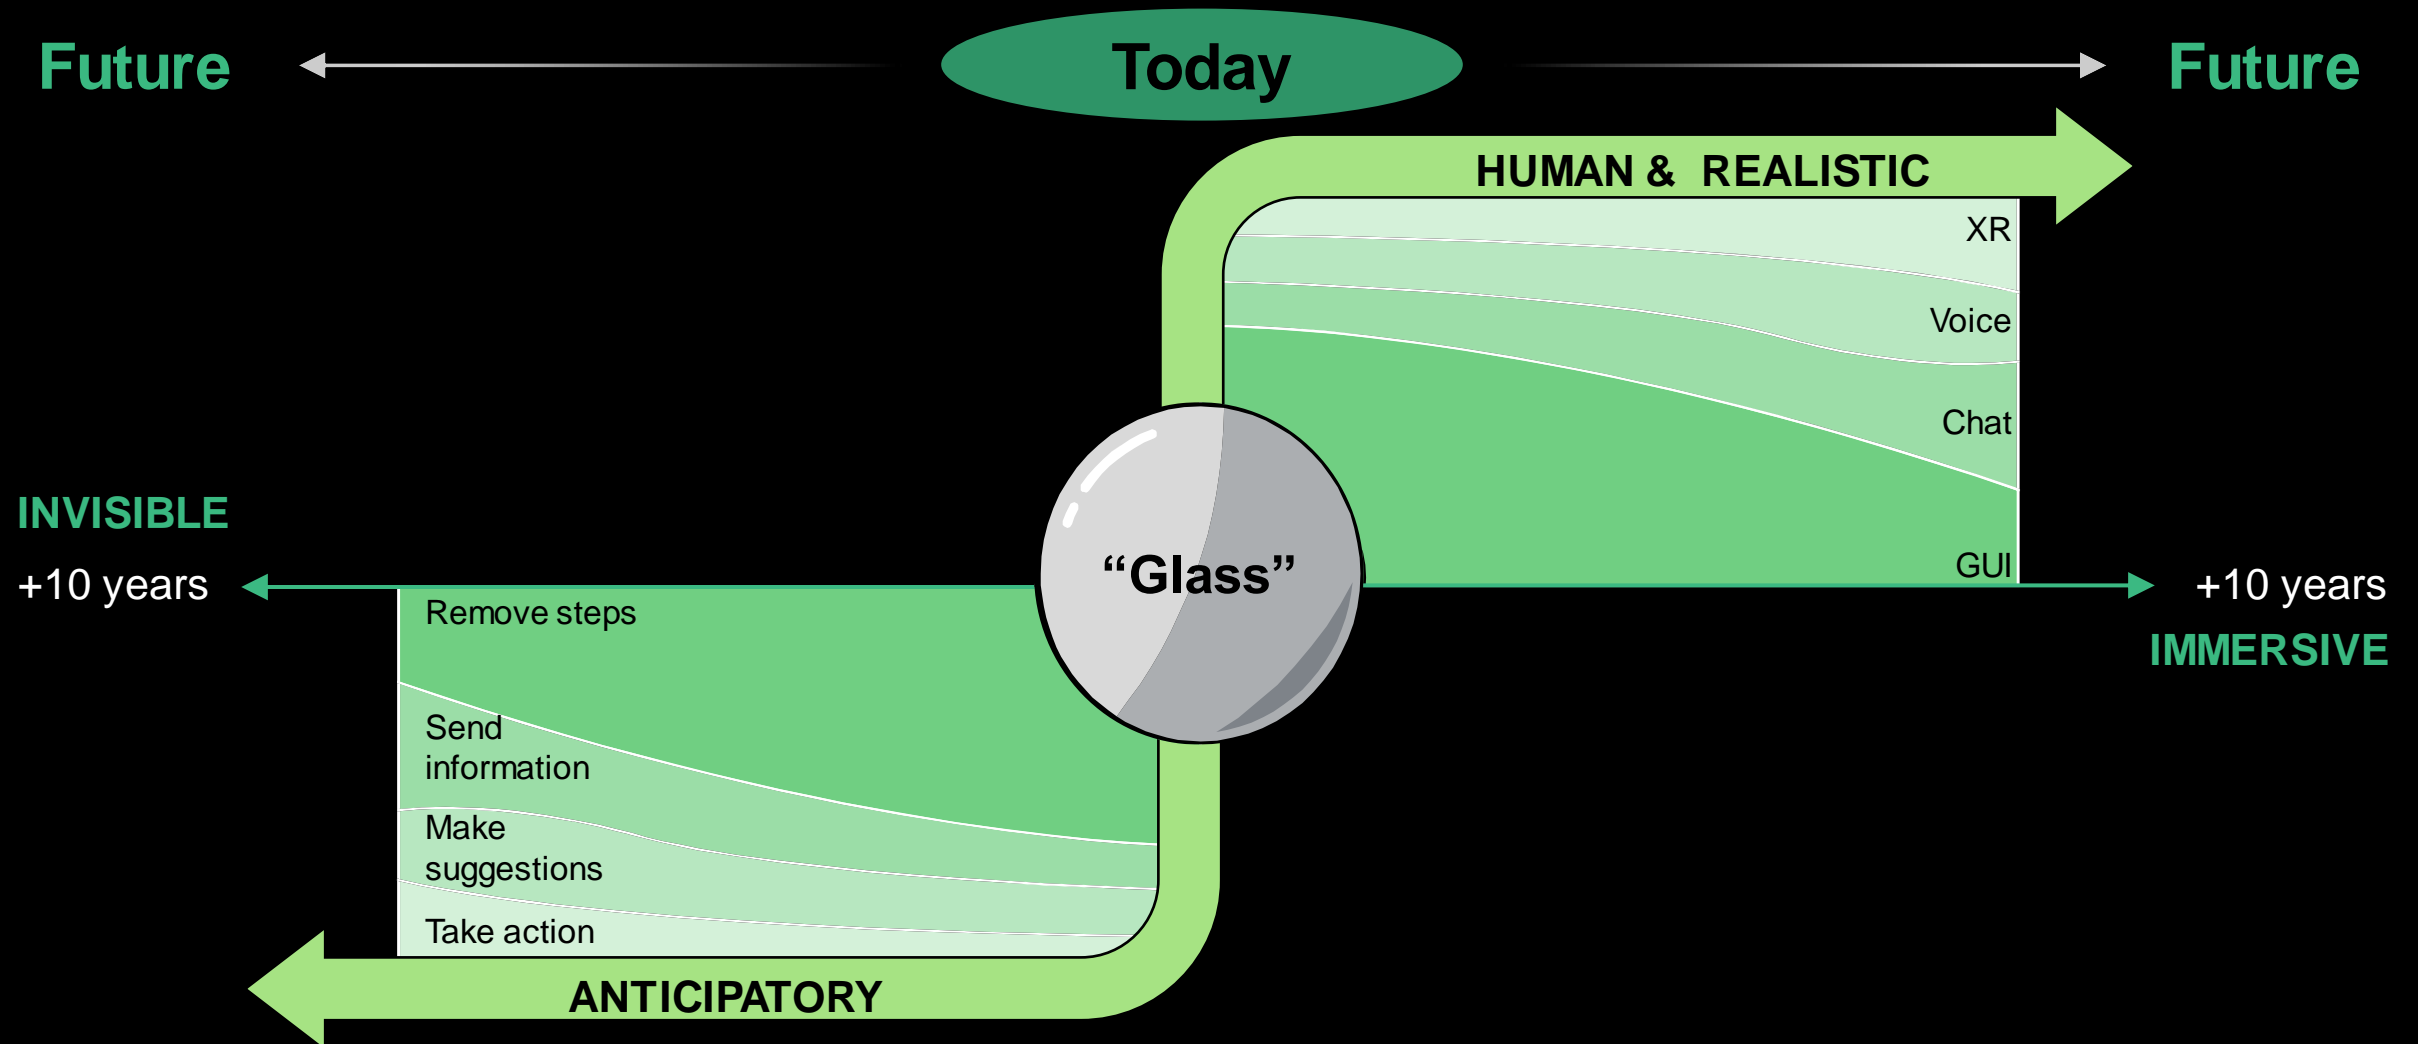 Future
Today
Future
HUMAN & REALISTIC
XR
Voice
Chat
GUI
INVISIBLE
+10 years
“Glass”
+10 years
IMMERSIVE
Remove steps
Send
information
Make
suggestions
Take action
ANTICIPATORY